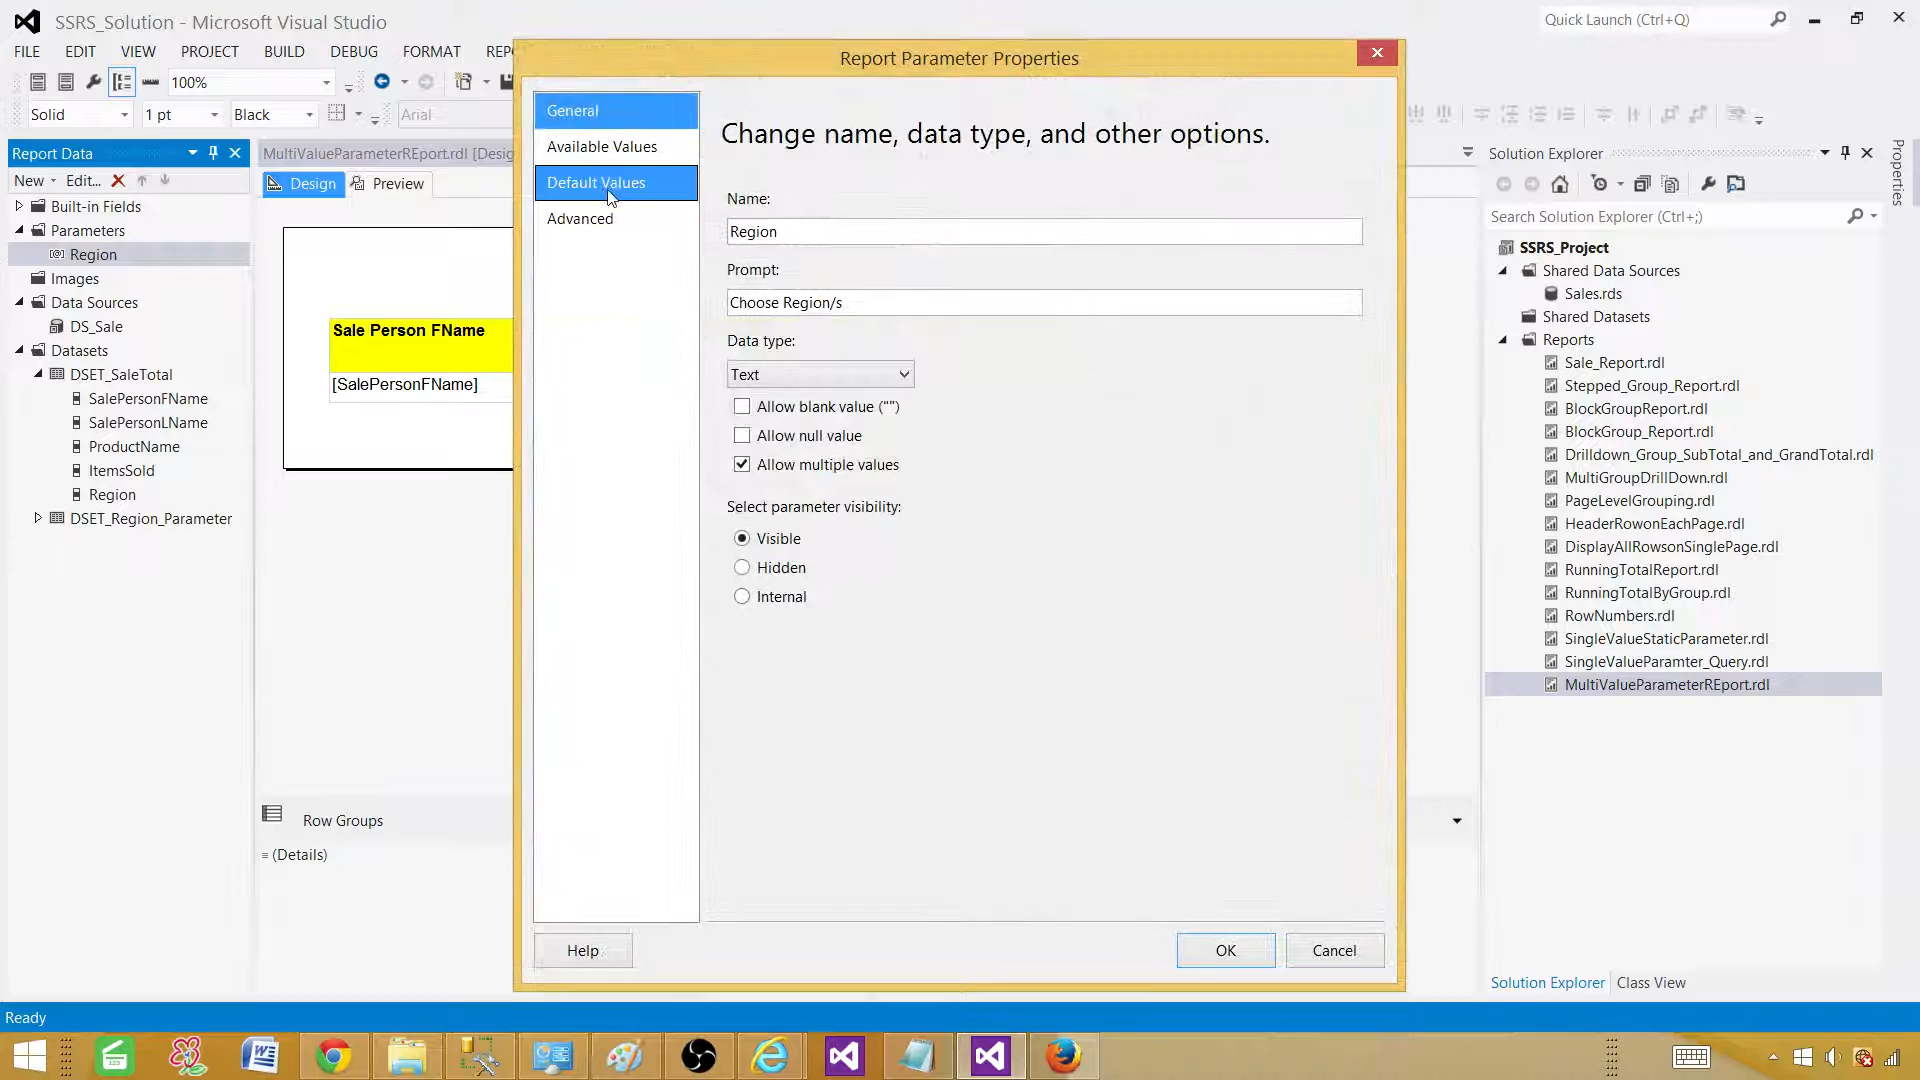 SSRS_Solution - Microsoft Visual Studio
Quick Launch (Ctrl+Q)
FILE EDIT VIEW PROJECT BUILD DEBUG FORMAT REPO
100%
Solid 1 pt Black Arial
Report Data
New Edit...
Built-in Fields
Parameters
Region
Images
Data Sources
DS_Sale
Datasets
DSET_SaleTotal
SalePersonFName
SalePersonLName
ProductName
ItemsSold
Region
DSET_Region_Parameter
MultiValueParameterREport.rdl [Desig
Design Preview
Sale Person FName
[SalePersonFName]
Row Groups
(Details)
Report Parameter Properties
General
Available Values
Default Values
Advanced
Change name, data type, and other options.
Name:
Region
Prompt:
Choose Region/s
Data type:
Text
Allow blank value ("")
Allow null value
Allow multiple values
Select parameter visibility:
Visible
Hidden
Internal
Help OK Cancel
Solution Explorer
Search Solution Explorer (Ctrl+;)
SSRS_Project
Shared Data Sources
Sales.rds
Shared Datasets
Reports
Sale_Report.rdl
Stepped_Group_Report.rdl
BlockGroupReport.rdl
BlockGroup_Report.rdl
Drilldown_Group_SubTotal_and_GrandTotal.rdl
MultiGroupDrillDown.rdl
PageLevelGrouping.rdl
HeaderRowonEachPage.rdl
DisplayAllRowsonSinglePage.rdl
RunningTotalReport.rdl
RunningTotalByGroup.rdl
RowNumbers.rdl
SingleValueStaticParameter.rdl
SingleValueParamter_Query.rdl
MultiValueParameterREport.rdl
Solution Explorer Class View
Properties
Ready